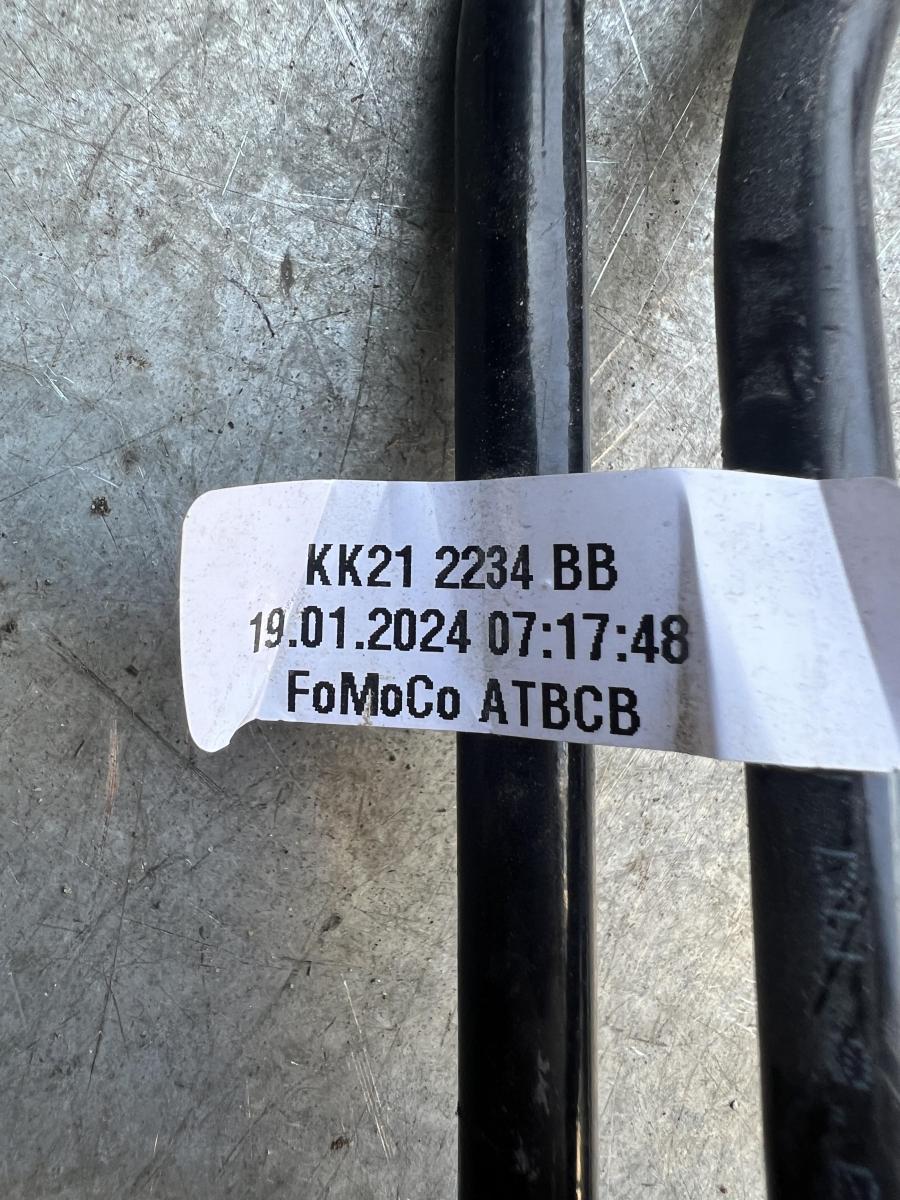 KK21 2234 BB
19.01.2024 07:17:48
FoMoCo ATBCB